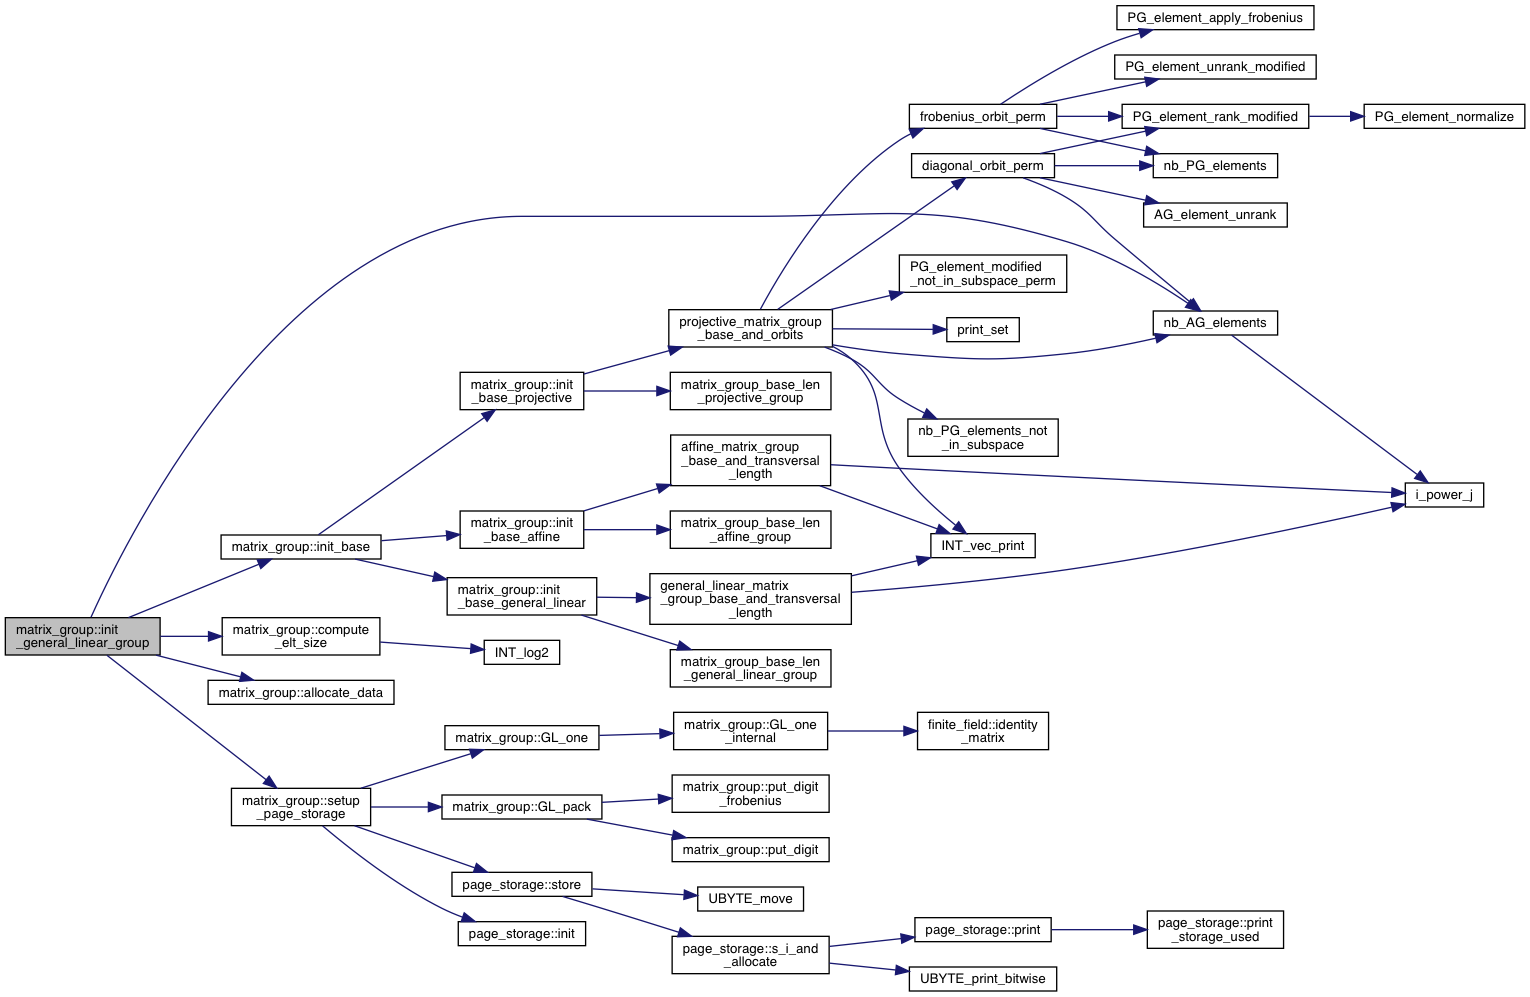 PG_element_apply_frobenius
PG_element_unrank_modified
frobenius_orbit_perm
PG_element_rank_modified
PG_element_normalize
diagonal_orbit_perm
nb_PG_elements
AG_element_unrank
PG_element_modified
_not_in_subspace_perm
projective_matrix_group
_base_and_orbits
print_set
nb_AG_elements
matrix_group::init
_base_projective
matrix_group_base_len
_projective_group
nb_PG_elements_not
_in_subspace
affine_matrix_group
_base_and_transversal
_length
i_power_j
matrix_group::init_base
matrix_group::init
_base_affine
matrix_group_base_len
_affine_group
INT_vec_print
matrix_group::init
_base_general_linear
general_linear_matrix
_group_base_and_transversal
_length
matrix_group::init
_general_linear_group
matrix_group::compute
_elt_size
INT_log2
matrix_group_base_len
_general_linear_group
matrix_group::allocate_data
matrix_group::GL_one
matrix_group::GL_one
_internal
finite_field::identity
_matrix
matrix_group::setup
_page_storage
matrix_group::GL_pack
matrix_group::put_digit
_frobenius
matrix_group::put_digit
page_storage::store
UBYTE_move
page_storage::init
page_storage::s_i_and
_allocate
page_storage::print
page_storage::print
_storage_used
UBYTE_print_bitwise